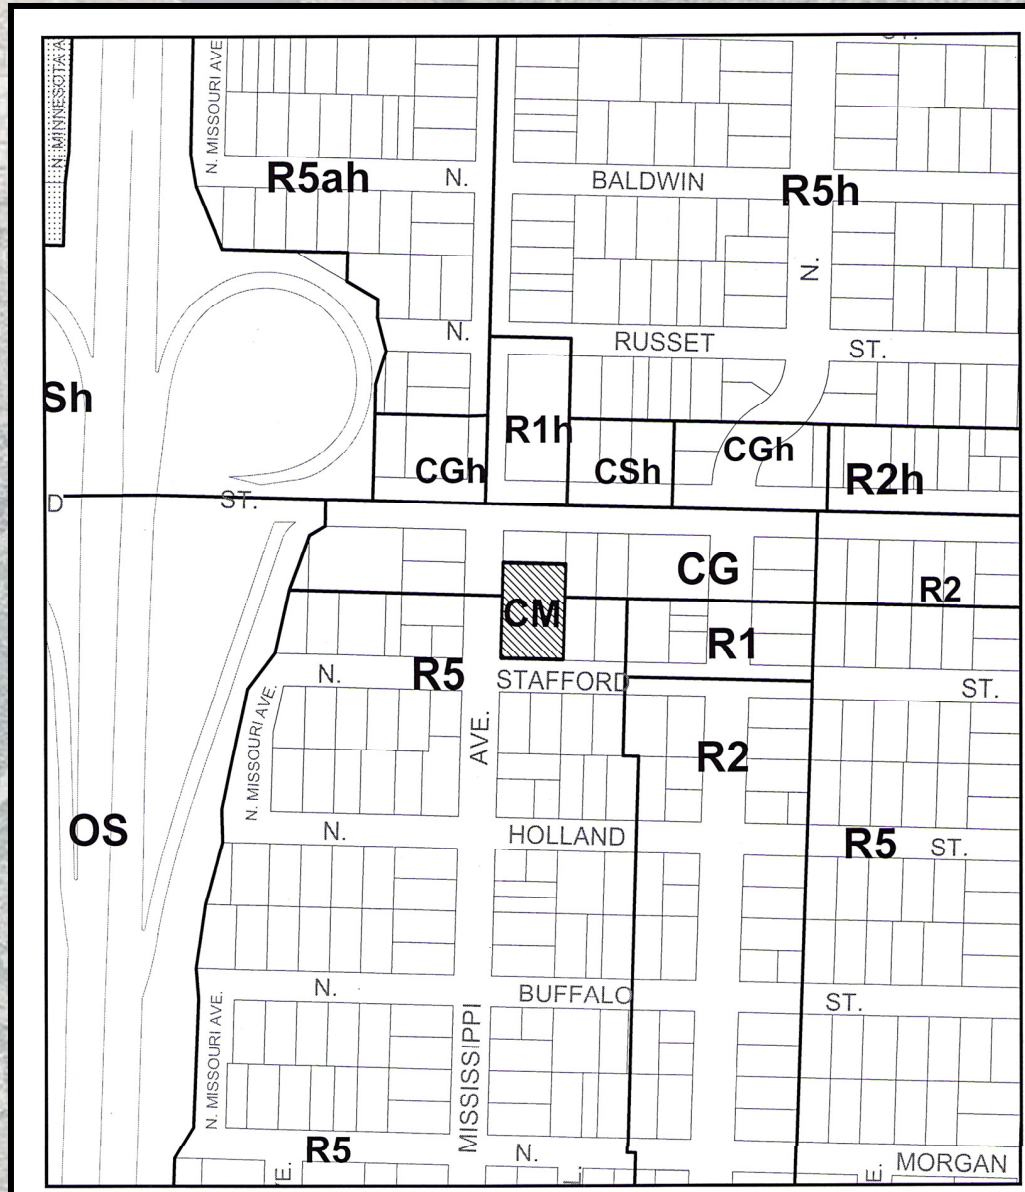 ST.
N. MINNESOTA A
N. MISSOURI AVE
R5ah
N.
BALDWIN
R5h
N.
N.
RUSSET
ST.
Sh
R1h
CGh
CSh
CGh
R2h
D
ST.
CG
R2
CM
R1
R5
N.
STAFFORD
ST.
N. MISSOURI AVE.
AVE.
R2
OS
N.
HOLLAND
R5
ST.
N.
BUFFALO
ST.
N. MISSOURI AVE.
MISSISSIPPI
R5
N.
MORGAN
E.
E.